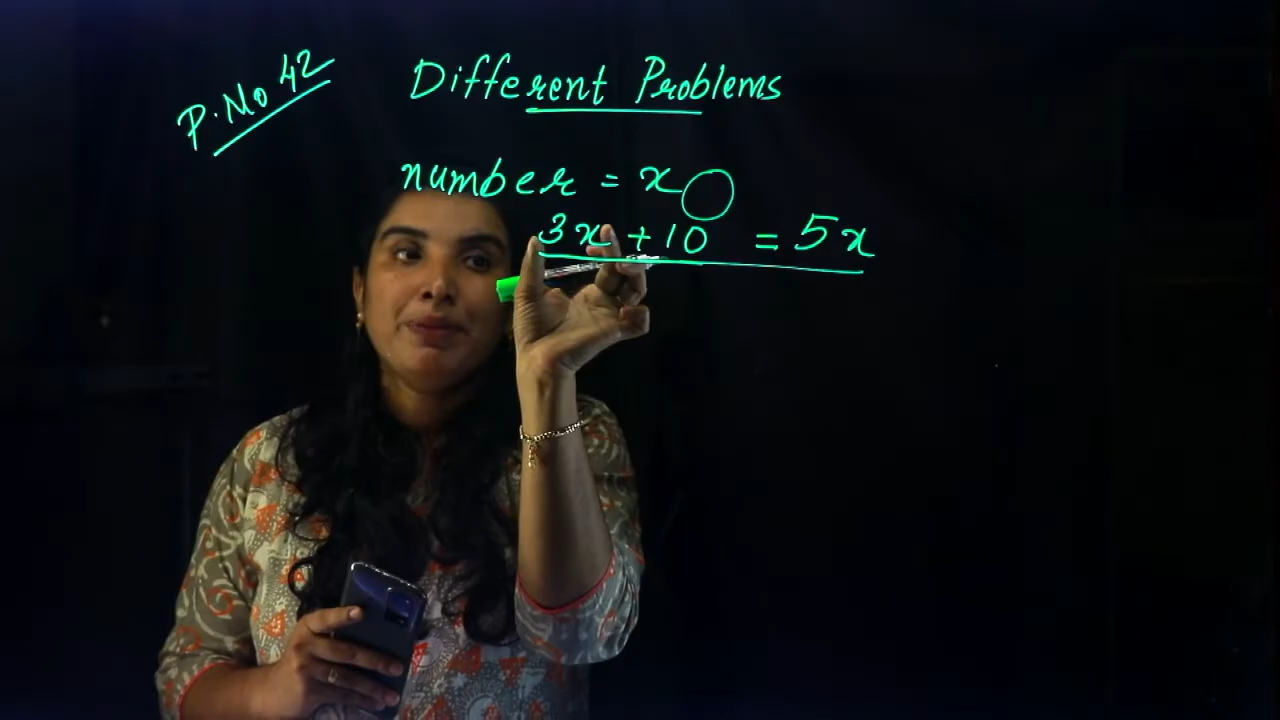 P.No 42
Different Problems
number = x
3x + 10 = 5x